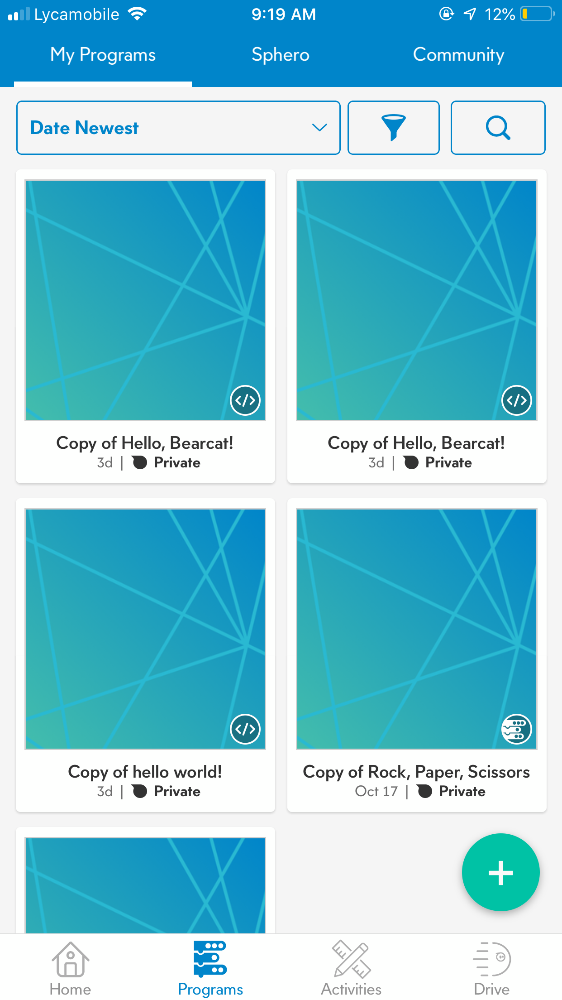 Lycamobile 9:19 AM 12%
My Programs Sphero Community
Date Newest
Copy of Hello, Bearcat!
3d | Private
Copy of Hello, Bearcat!
3d | Private
Copy of hello world!
3d | Private
Copy of Rock, Paper, Scissors
Oct 17 | Private
Home Programs Activities Drive